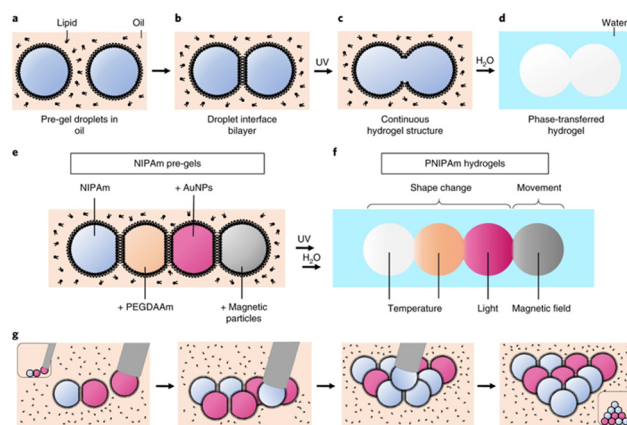 a
b
c
d
Lipid
Oil
Water
UV
H₂O
Pre-gel droplets in
oil
Droplet interface
bilayer
Continuous
hydrogel structure
Phase-transferred
hydrogel
e
NIPAm pre-gels
f
PNIPAm hydrogels
NIPAm
+ AuNPs
Shape change
Movement
UV
H₂O
+ PEGDAAm
+ Magnetic
particles
Temperature
Light
Magnetic field
g